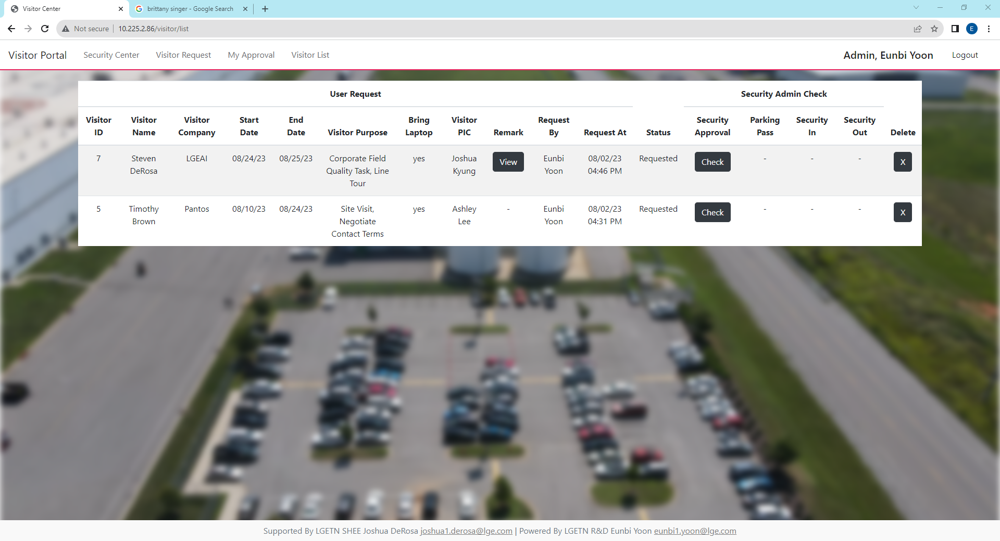 Visitor Center
brittany singer - Google Search
Not secure 10.225.2.86/visitor/list
E
Visitor Portal Security Center Visitor Request My Approval Visitor List Admin, Eunbi Yoon Logout
User Request Security Admin Check
Visitor ID Visitor Name Visitor Company Start Date End Date Visitor Purpose Bring Laptop Visitor PIC Remark Request By Request At Status Security Approval Parking Pass Security In Security Out Delete
7 Steven DeRosa LGEAI 08/24/23 08/25/23 Corporate Field Quality Task, Line Tour yes Joshua Kyung View Eunbi Yoon 08/02/23 04:46 PM Requested Check - - - X
5 Timothy Brown Pantos 08/10/23 08/24/23 Site Visit, Negotiate Contact Terms yes Ashley Lee - Eunbi Yoon 08/02/23 04:31 PM Requested Check - - - X
Supported By LGETN SHEE Joshua DeRosa joshua1.derosa@lge.com | Powered By LGETN R&D Eunbi Yoon eunbi1.yoon@lge.com